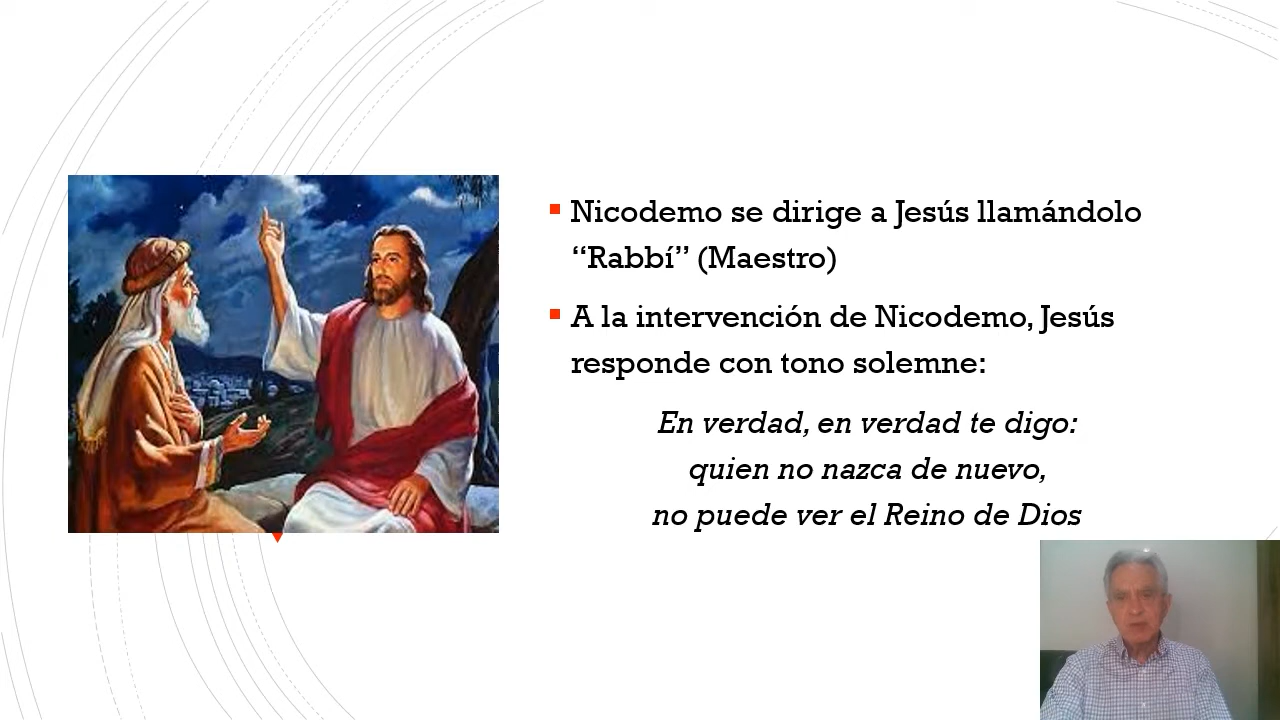 Nicodemo se dirige a Jesús llamándolo
“Rabbí” (Maestro)
A la intervención de Nicodemo, Jesús
responde con tono solemne:
En verdad, en verdad te digo:
quien no nazca de nuevo,
no puede ver el Reino de Dios